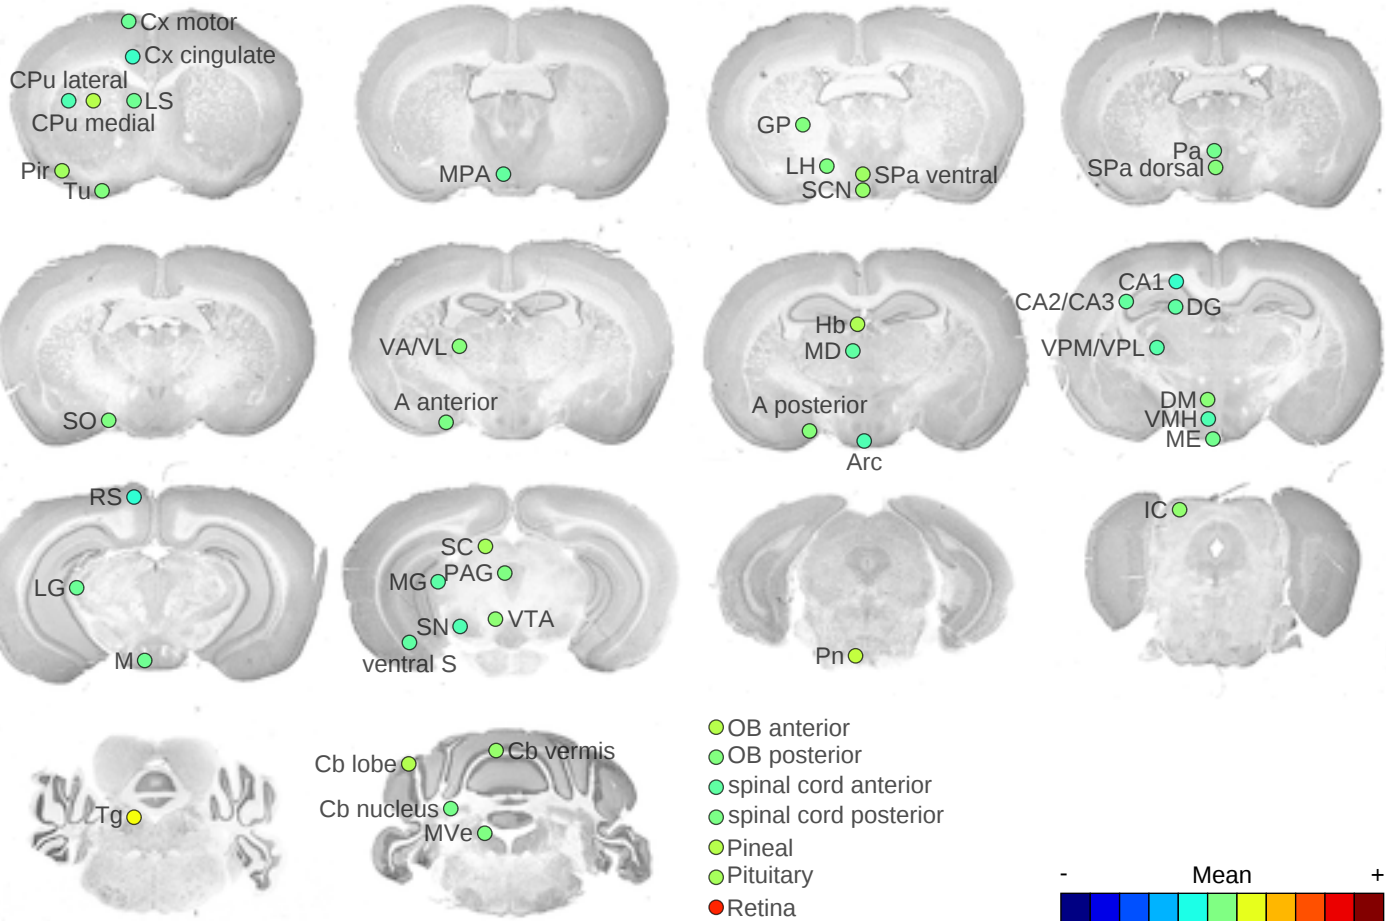 Cx motor
Cx cingulate
CPu lateral
LS
CPu medial
Pir
Tu
MPA
GP
LH
SPa ventral
SCN
Pa
SPa dorsal
SO
VA/VL
A anterior
Hb
MD
A posterior
Arc
CA1
CA2/CA3
DG
VPM/VPL
DM
VMH
ME
RS
LG
M
SC
MG
PAG
SN
VTA
ventral S
Pn
IC
Tg
Cb lobe
Cb vermis
Cb nucleus
MVe
OB anterior
OB posterior
spinal cord anterior
spinal cord posterior
Pineal
Pituitary
Retina
- Mean +